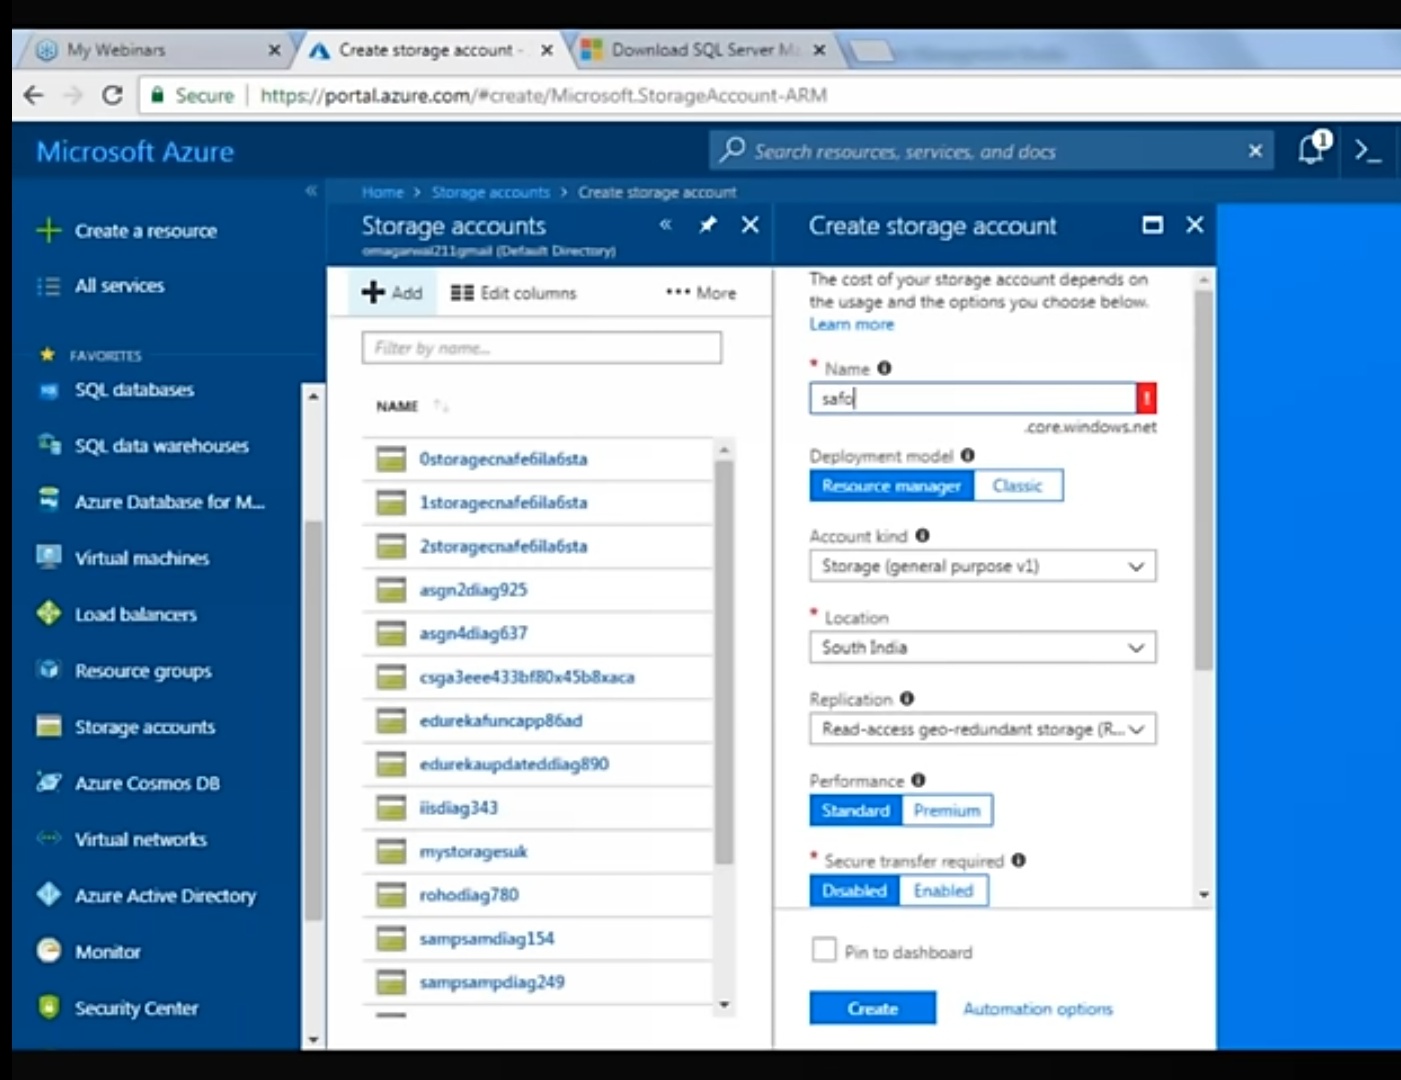 My Webinars
Create storage account -
Download SQL Server M
Secure
https://portal.azure.com/#create/Microsoft.StorageAccount-ARM
Microsoft Azure
Search resources, services, and docs
1
Home > Storage accounts > Create storage account
Create a resource
All services
FAVORITES
SQL databases
SQL data warehouses
Azure Database for M...
Virtual machines
Load balancers
Resource groups
Storage accounts
Azure Cosmos DB
Virtual networks
Azure Active Directory
Monitor
Security Center
Storage accounts
omagarwal211gmail (Default Directory)
Add
Edit columns
More
Filter by name...
NAME
0storagecnafe6ila6sta
1storagecnafe6ila6sta
2storagecnafe6ila6sta
asgn2diag925
asgn4diag637
csga3eee433bf80x45b8xaca
edurekafuncapp86ad
edurekaupdateddiag890
iisdiag343
mystoragesuk
rohodiag780
sampsamdiag154
sampsampdiag249
Create storage account
The cost of your storage account depends on
the usage and the options you choose below.
Learn more
* Name
safo
!
.core.windows.net
Deployment model
Resource manager Classic
Account kind
Storage (general purpose v1)
* Location
South India
Replication
Read-access geo-redundant storage (R...
Performance
Standard Premium
* Secure transfer required
Disabled Enabled
Pin to dashboard
Create
Automation options